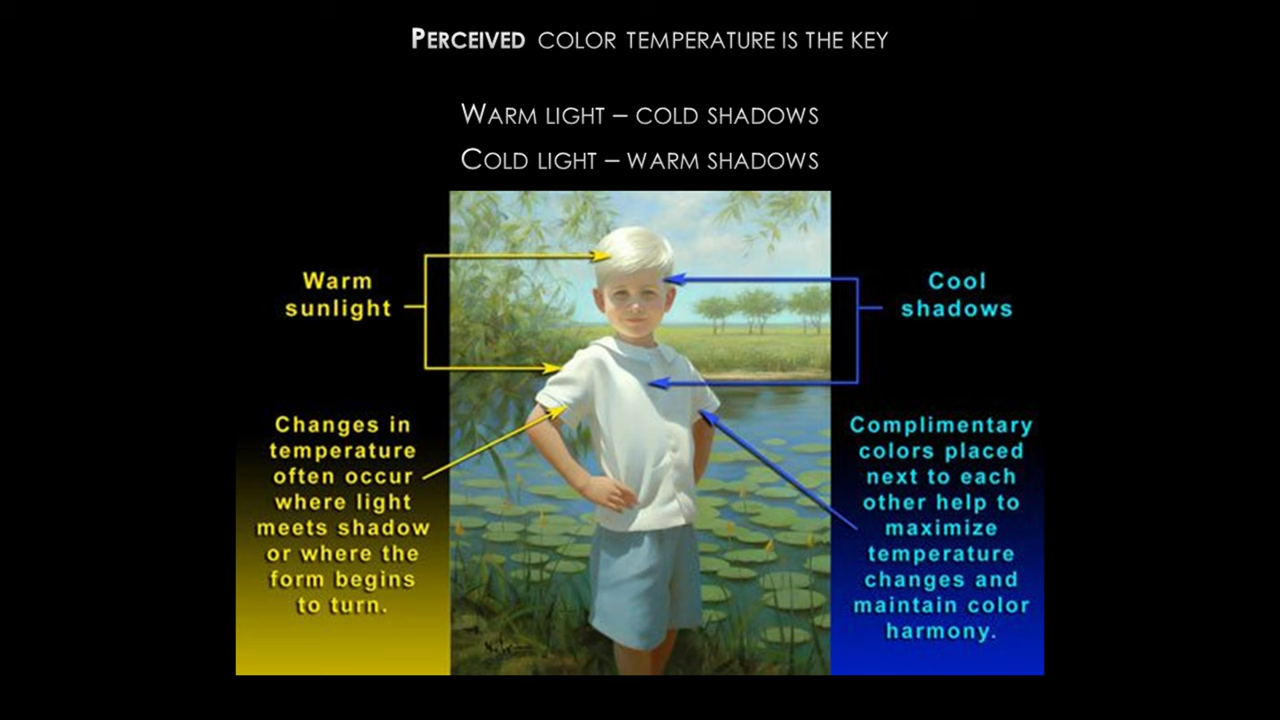 PERCEIVED COLOR TEMPERATURE IS THE KEY
WARM LIGHT – COLD SHADOWS
COLD LIGHT – WARM SHADOWS
Warm
sunlight
Cool
shadows
Changes in
temperature
often occur
where light
meets shadow
or where the
form begins
to turn.
Complimentary
colors placed
next to each
other help to
maximize
temperature
changes and
maintain color
harmony.